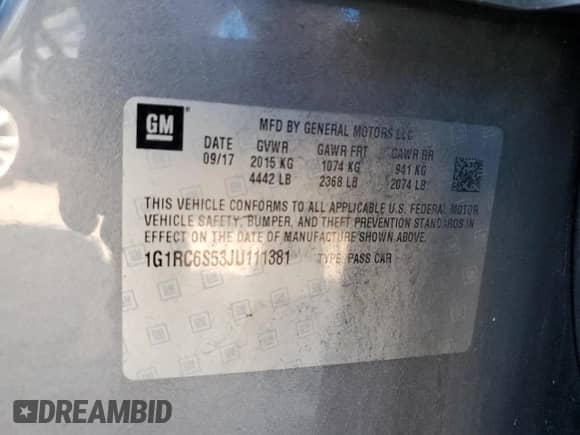 GM ®
MFD BY GENERAL MOTORS LLC
DATE GVWR GAWR FRT GAWR RR
09/17 2015 KG 1074 KG 941 KG
4442 LB 2368 LB 2074 LB
THIS VEHICLE CONFORMS TO ALL APPLICABLE U.S. FEDERAL MOTOR
VEHICLE SAFETY, BUMPER, AND THEFT PREVENTION STANDARDS IN
EFFECT ON THE DATE OF MANUFACTURE SHOWN ABOVE.
1G1RC6S53JU111381 TYPE: PASS CAR
DREAMBID